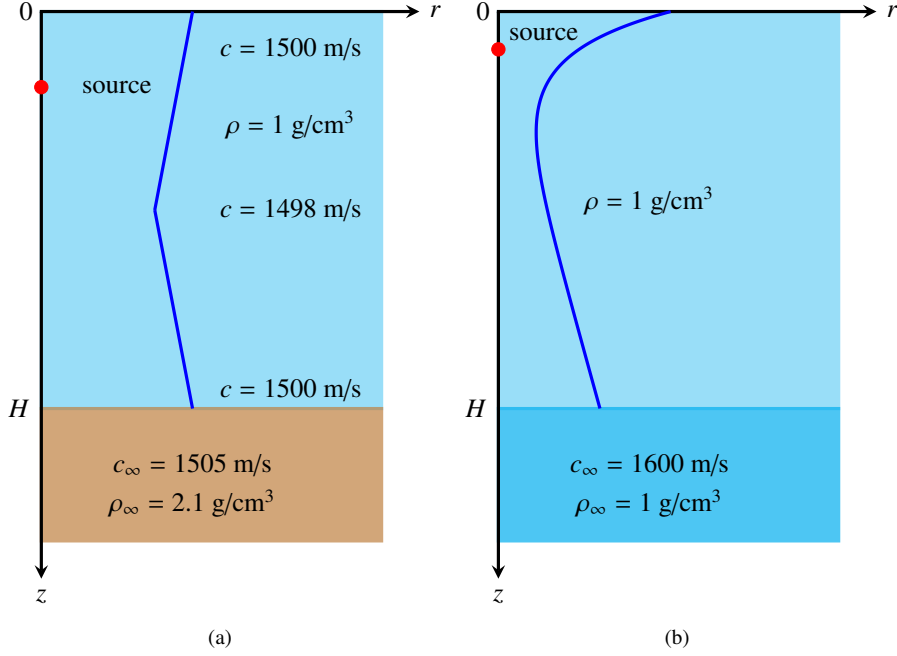 0
r
c = 1500 m/s
source
ρ = 1 g/cm³
c = 1498 m/s
c = 1500 m/s
H
c∞ = 1505 m/s
ρ∞ = 2.1 g/cm³
z
(a)
0
r
source
ρ = 1 g/cm³
H
c∞ = 1600 m/s
ρ∞ = 1 g/cm³
z
(b)